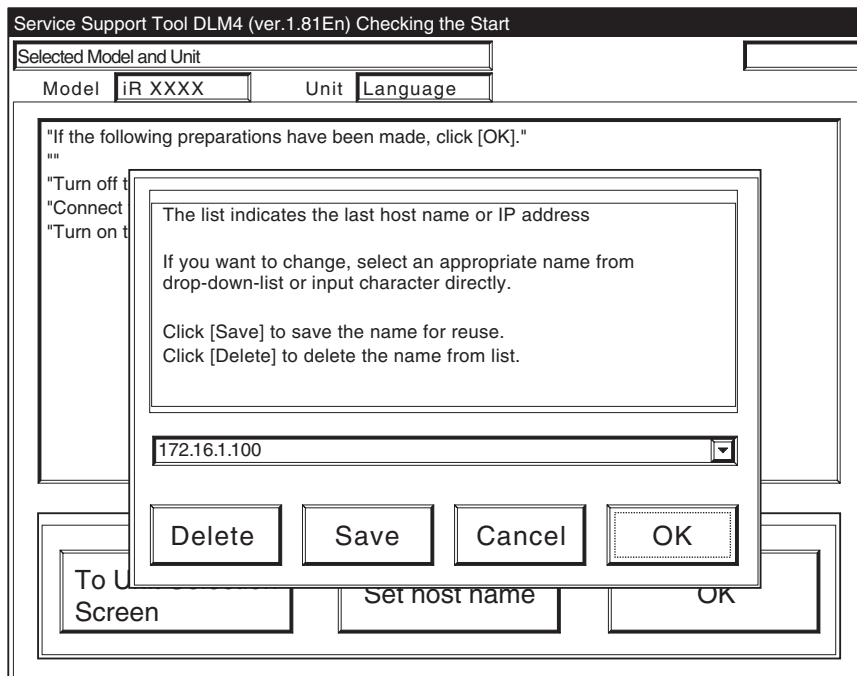 Service Support Tool DLM4 (ver.1.81En) Checking the Start
Selected Model and Unit
Model iR XXXX Unit Language
"If the following preparations have been made, click [OK]."
""
"Turn off t
"Connect
"Turn on t
The list indicates the last host name or IP address
If you want to change, select an appropriate name from
drop-down-list or input character directly.
Click [Save] to save the name for reuse.
Click [Delete] to delete the name from list.
172.16.1.100
Delete Save Cancel OK
To Unit Selection
Screen
Set host name
OK